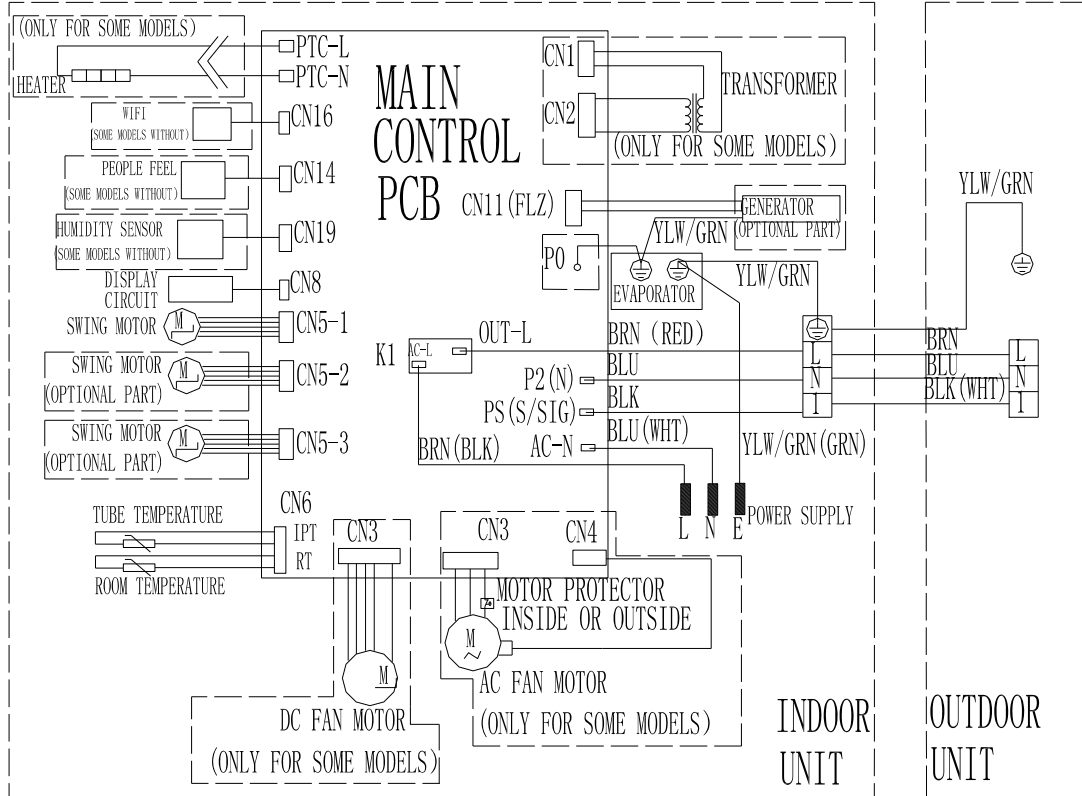 (ONLY FOR SOME MODELS)
HEATER
PTC-L
PTC-N
WIFI
(SOME MODELS WITHOUT)
CN16
PEOPLE FEEL
(SOME MODELS WITHOUT)
CN14
HUMIDITY SENSOR
(SOME MODELS WITHOUT)
CN19
DISPLAY
CIRCUIT
CN8
SWING MOTOR
M
CN5-1
SWING MOTOR
(OPTIONAL PART)
M
CN5-2
SWING MOTOR
(OPTIONAL PART)
M
CN5-3
TUBE TEMPERATURE
ROOM TEMPERATURE
CN6
IPT
RT
MAIN
CONTROL
PCB
CN1
CN2
TRANSFORMER
(ONLY FOR SOME MODELS)
CN11(FLZ)
GENERATOR
(OPTIONAL PART)
YLW/GRN
P0
EVAPORATOR
YLW/GRN
K1
AC-L
OUT-L
BRN (RED)
P2(N)
BLU
PS(S/SIG)
BLK
AC-N
BLU(WHT)
BRN(BLK)
YLW/GRN(GRN)
L
N
E
POWER SUPPLY
L
N
1
YLW/GRN
BRN
BLU
BLK(WHT)
L
N
1
CN3
M
DC FAN MOTOR
(ONLY FOR SOME MODELS)
CN3
CN4
MOTOR PROTECTOR
INSIDE OR OUTSIDE
M
AC FAN MOTOR
(ONLY FOR SOME MODELS)
INDOOR
UNIT
OUTDOOR
UNIT